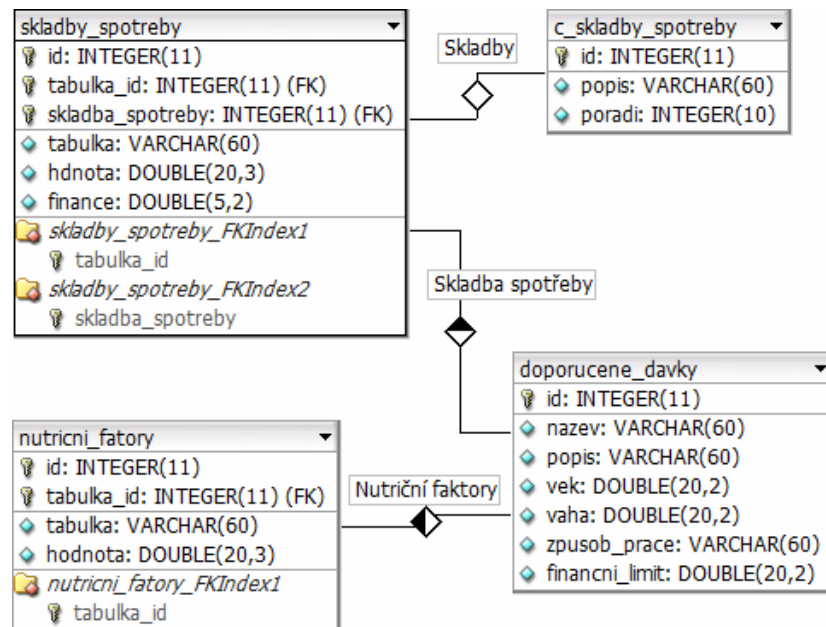 skladby_spotreby
id: INTEGER(11)
tabulka_id: INTEGER(11) (FK)
skladba_spotreby: INTEGER(11) (FK)
tabulka: VARCHAR(60)
hdnota: DOUBLE(20,3)
finance: DOUBLE(5,2)
skladby_spotreby_FKIndex1
tabulka_id
skladby_spotreby_FKIndex2
skladba_spotreby
Skladby
c_skladby_spotreby
id: INTEGER(11)
popis: VARCHAR(60)
poradi: INTEGER(10)
Skladba spotřeby
doporucene_davky
id: INTEGER(11)
nazev: VARCHAR(60)
popis: VARCHAR(60)
vek: DOUBLE(20,2)
vaha: DOUBLE(20,2)
zpusob_prace: VARCHAR(60)
financni_limit: DOUBLE(20,2)
nutricni_fatory
id: INTEGER(11)
tabulka_id: INTEGER(11) (FK)
tabulka: VARCHAR(60)
hodnota: DOUBLE(20,3)
nutricni_fatory_FKIndex1
tabulka_id
Nutriční faktory